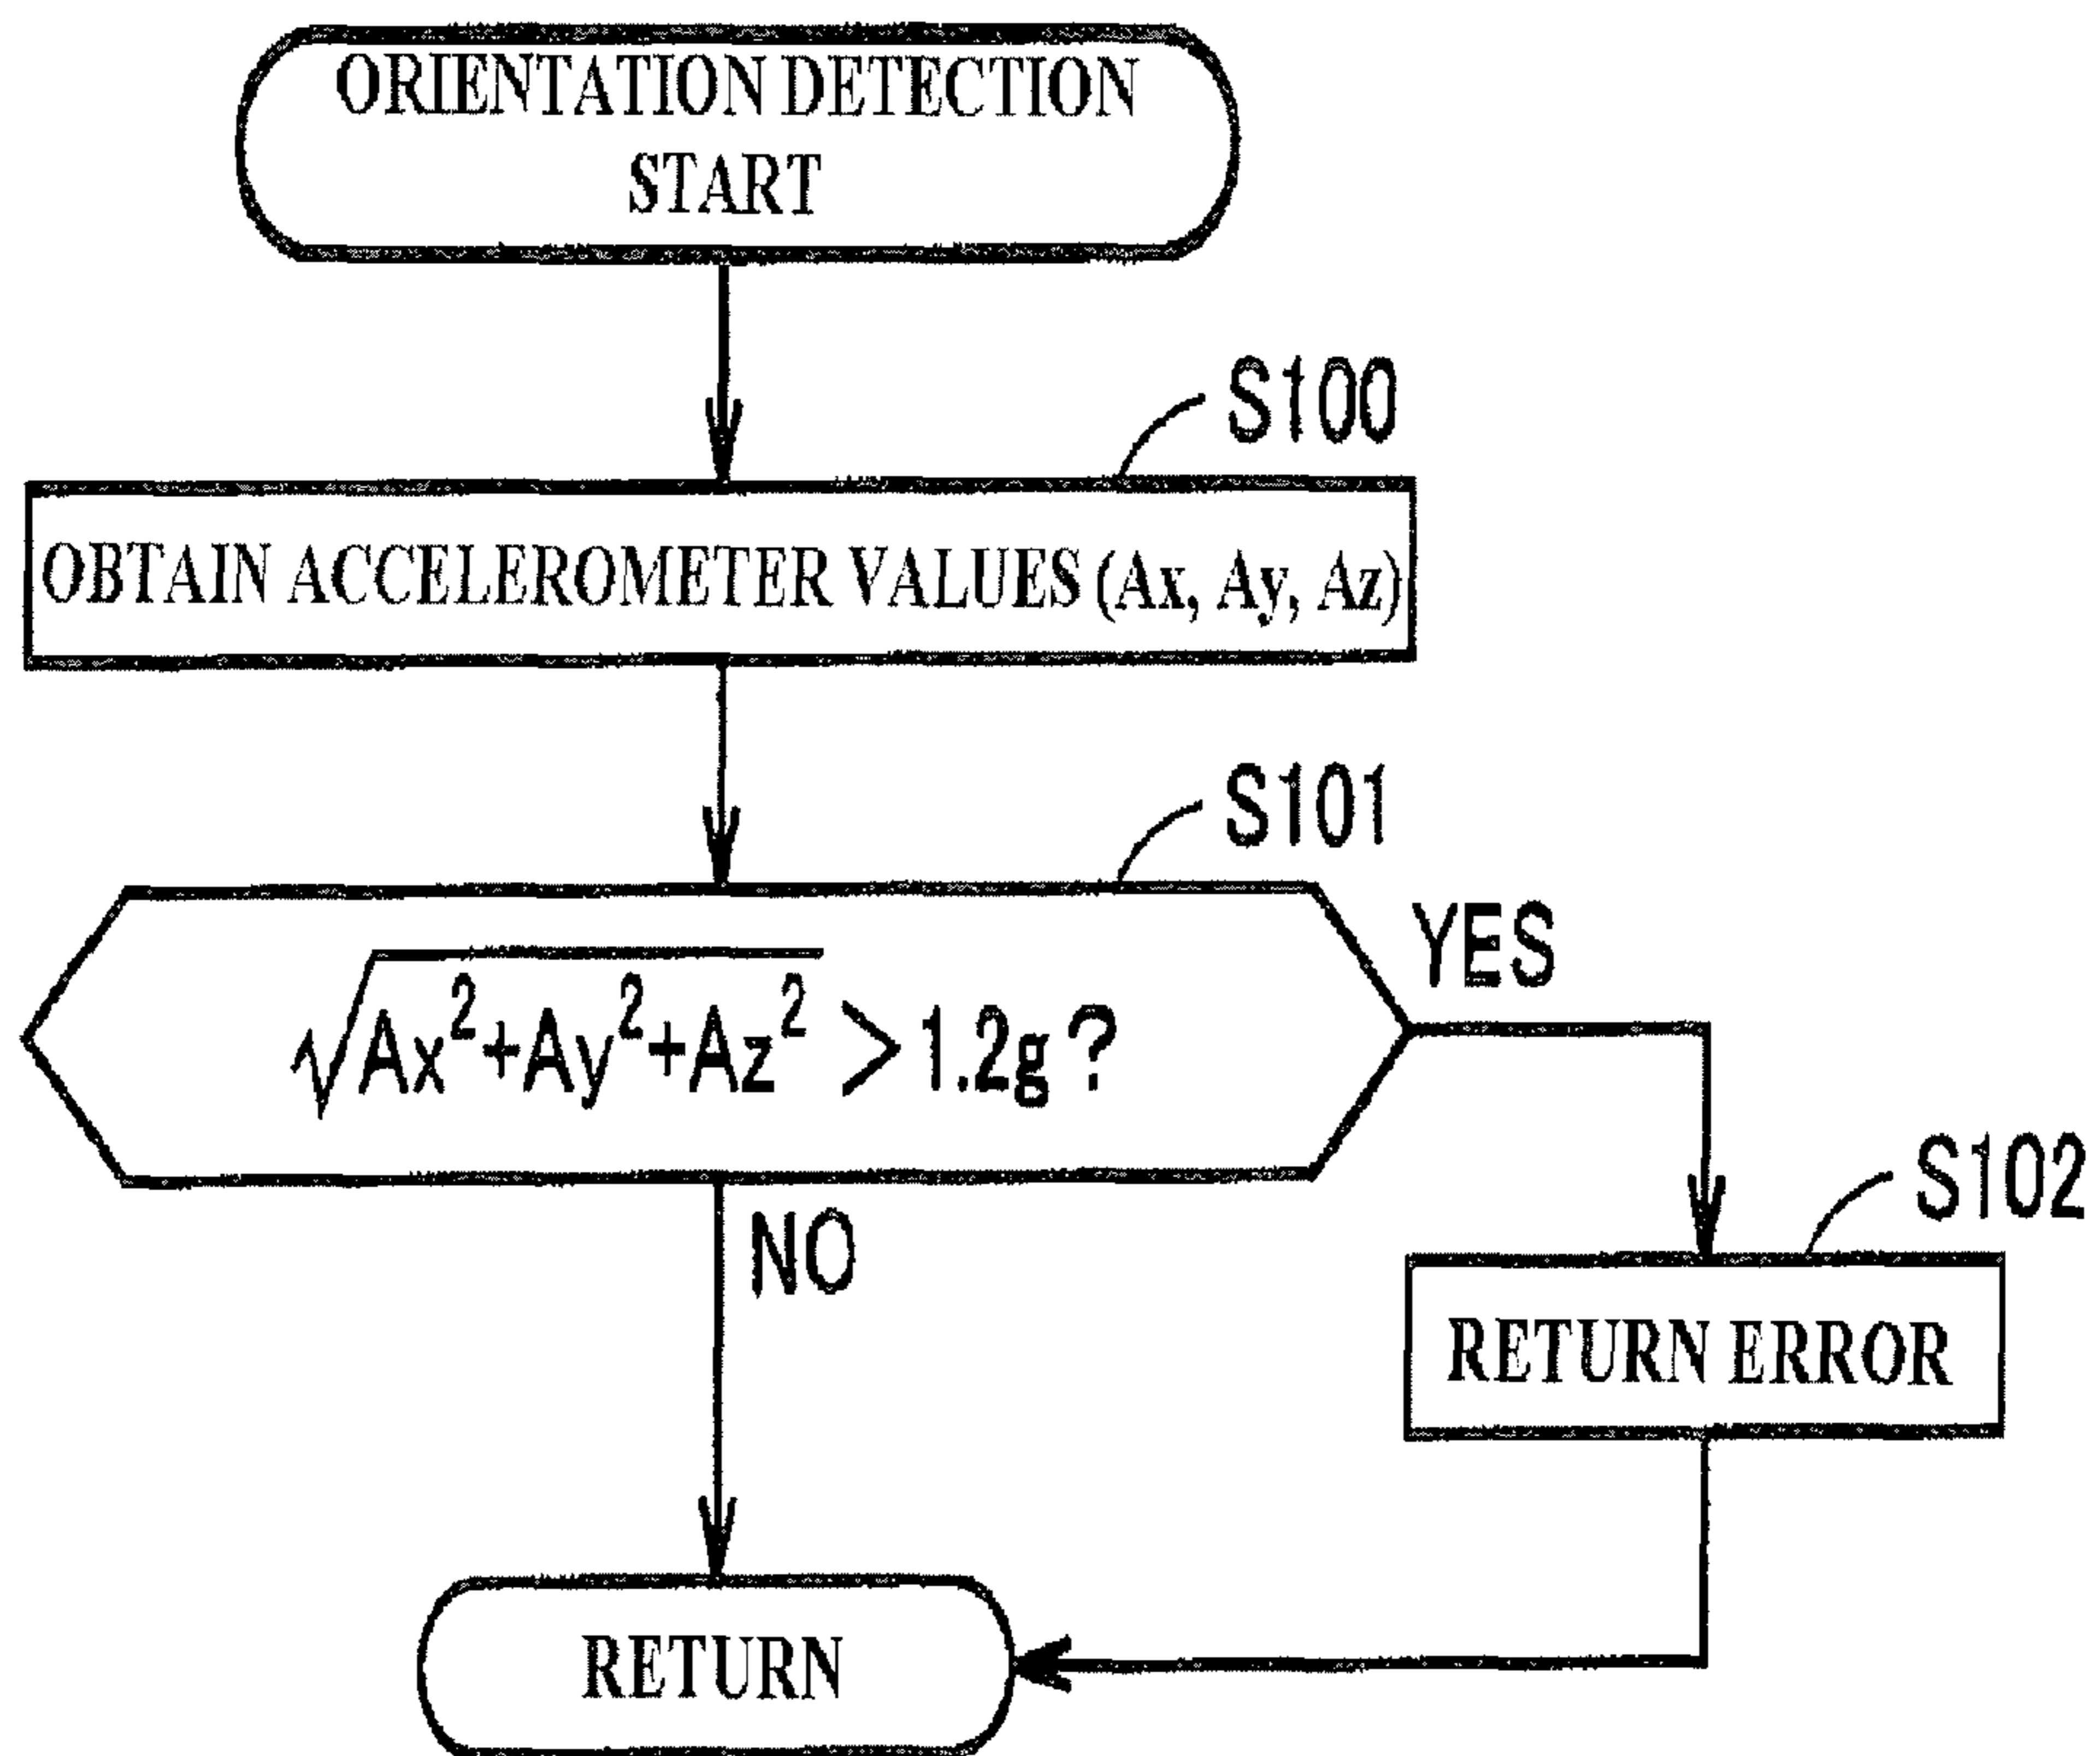 ORIENTATION DETECTION
START
S100
OBTAIN ACCELEROMETER VALUES (Ax, Ay, Az)
S101
√Ax²+Ay²+Az² >1.2g?
YES
NO
S102
RETURN ERROR
RETURN